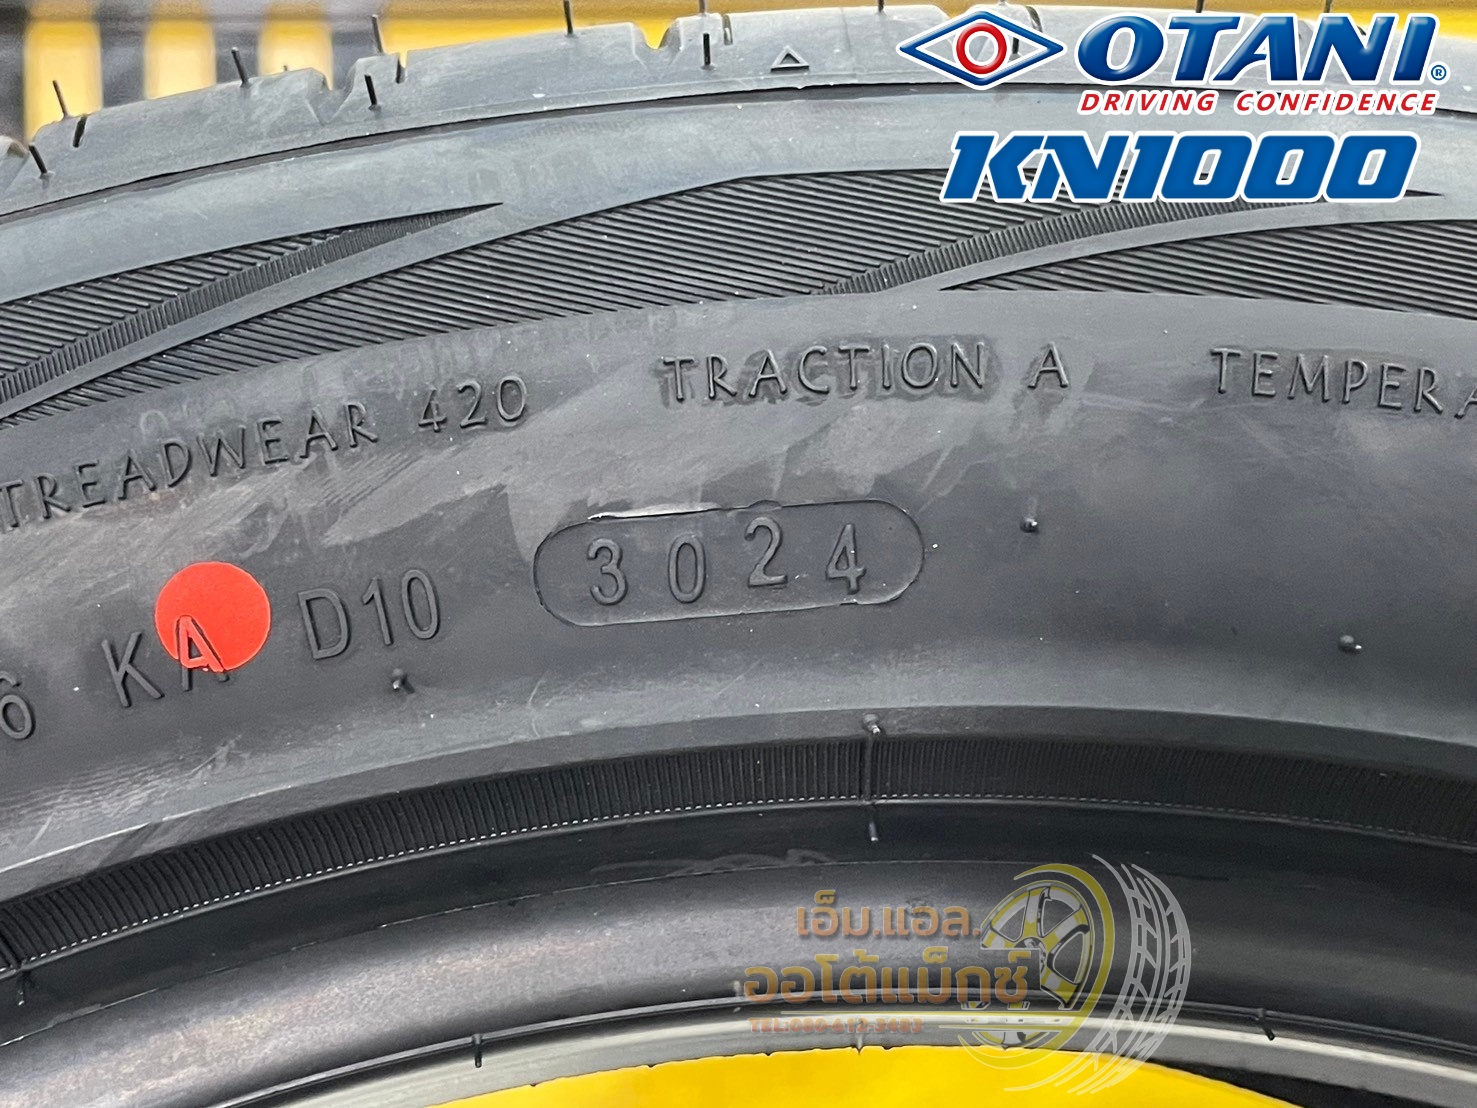 OTANI®
DRIVING CONFIDENCE
KN1000
TREADWEAR 420 TRACTION A TEMPERA
6 KA D10 3024
เอ็ม.แอล.
ออโต้แม็กซ์